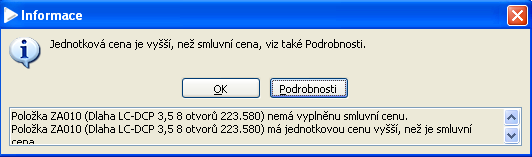 Informace
Jednotková cena je vyšší, než smluvní cena, viz také Podrobnosti.
OK
Podrobnosti
Položka ZA010 (Dlaha LC-DCP 3,5 8 otvorů 223.580) nemá vyplněnu smluvní cenu.
Položka ZA010 (Dlaha LC-DCP 3,5 8 otvorů 223.580) má jednotkovou cenu vyšší, než je smluvní
cena